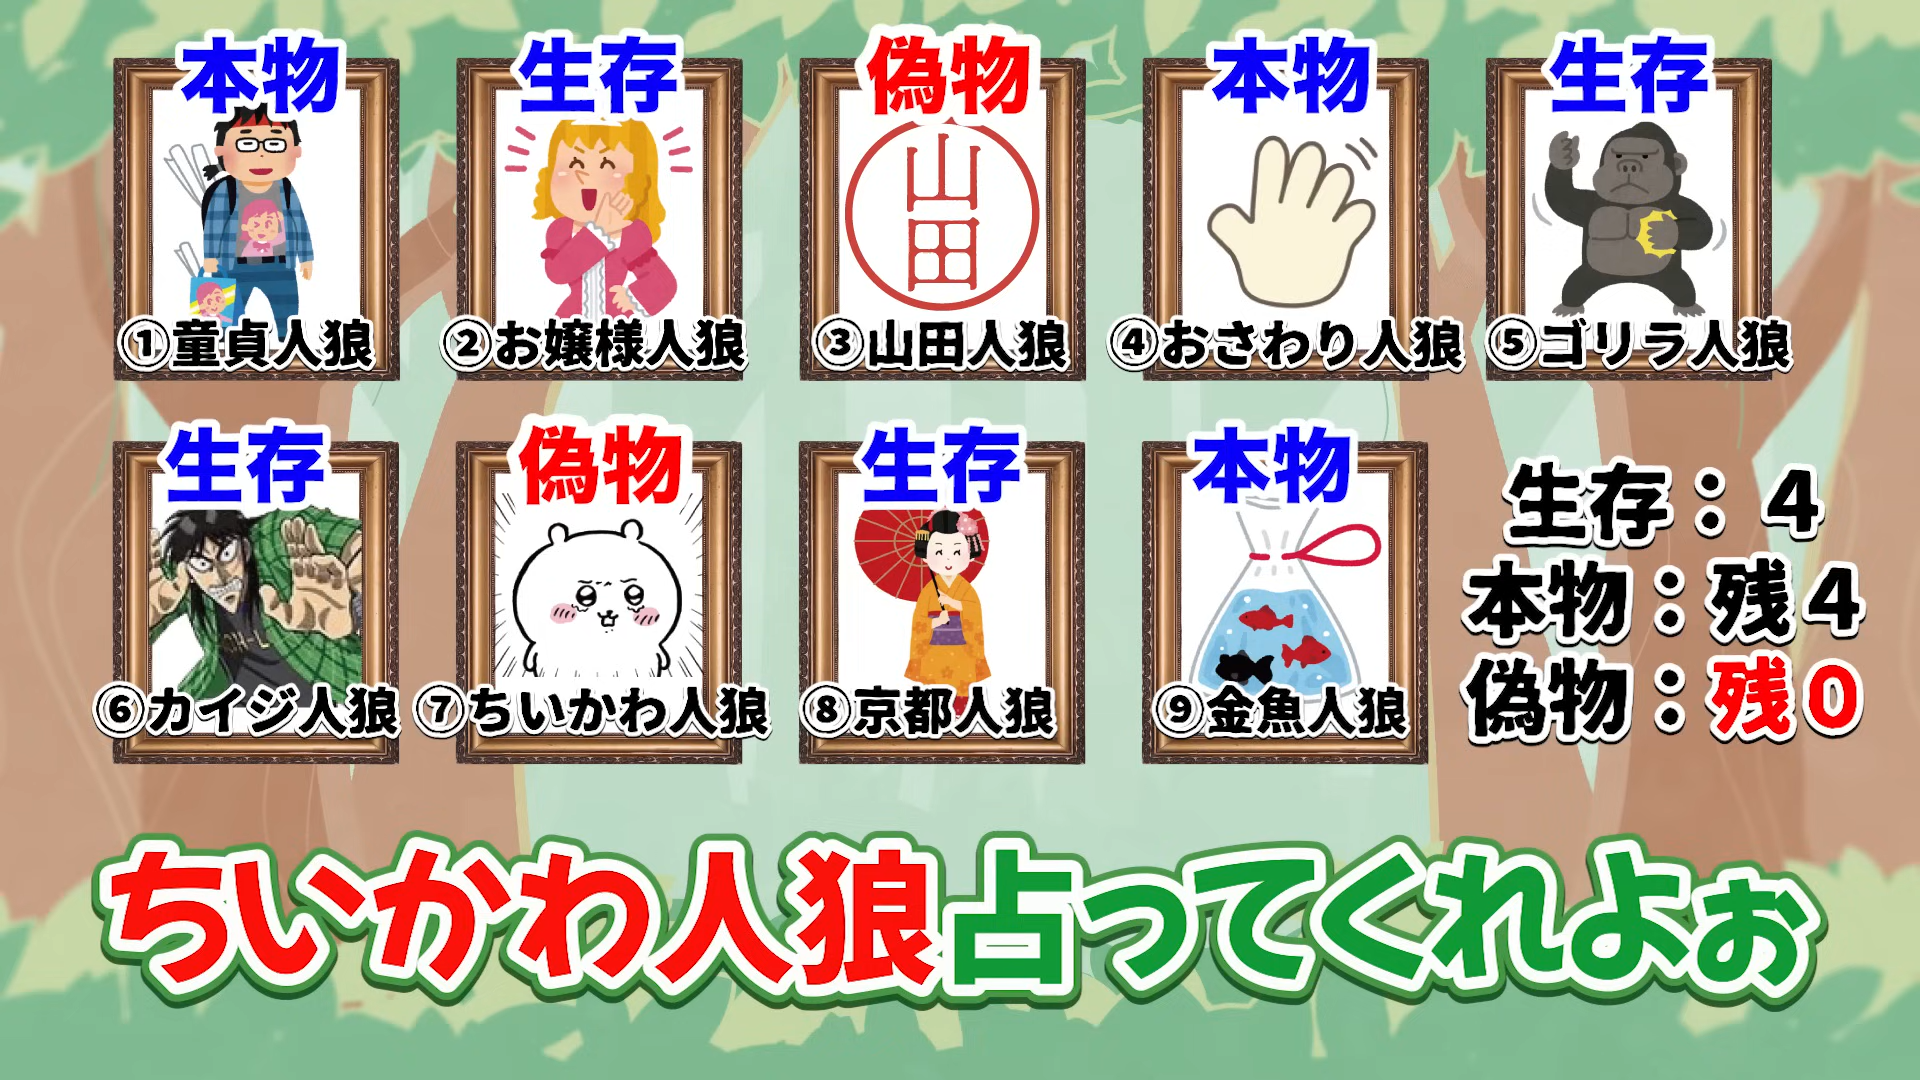 本物
生存
偽物
本物
生存
山田
①童貞人狼
②お嬢様人狼
③山田人狼
④おさわり人狼
⑤ゴリラ人狼
生存
偽物
生存
本物
⑥カイジ人狼
⑦ちいかわ人狼
⑧京都人狼
⑨金魚人狼
生存：4
本物：残4
偽物：残0
ちいかわ人狼占ってくれよぉ